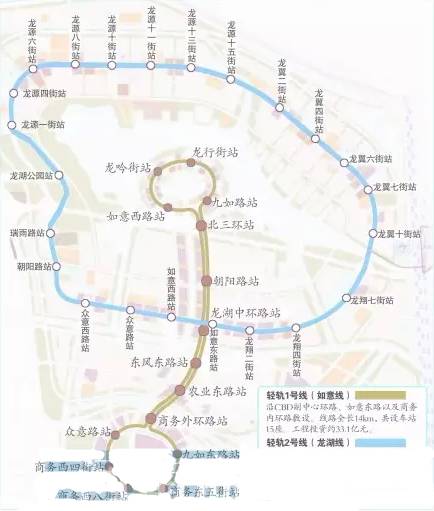 龙源六街站
龙源八街站
龙源十街站
龙源十一街站
龙源十三街站
龙源十五街站
龙翼二街站
龙翼四街站
龙翼六街站
龙翼七街站
龙翼十街站
龙源四街站
龙源一街站
龙湖公园站
瑞雨路站
朝阳路站
龙吟街站
龙行街站
如意西路站
九如路站
北三环站
朝阳路站
龙湖中环路站
众意西路站
众意路站
如意西路站
如意东路站
龙翔二街站
龙翔四街站
龙翔七街站
东风东路站
农业东路站
商务外环路站
众意路站
九如东路站
商务西四街站
商务西八街站
商务东五街站
轻轨1号线（如意线）
沿CBD副中心环路、如意东路以及商务
内环路敷设。线路全长14km，共设车站
15座。工程投资约33.1亿元。
轻轨2号线（龙湖线）